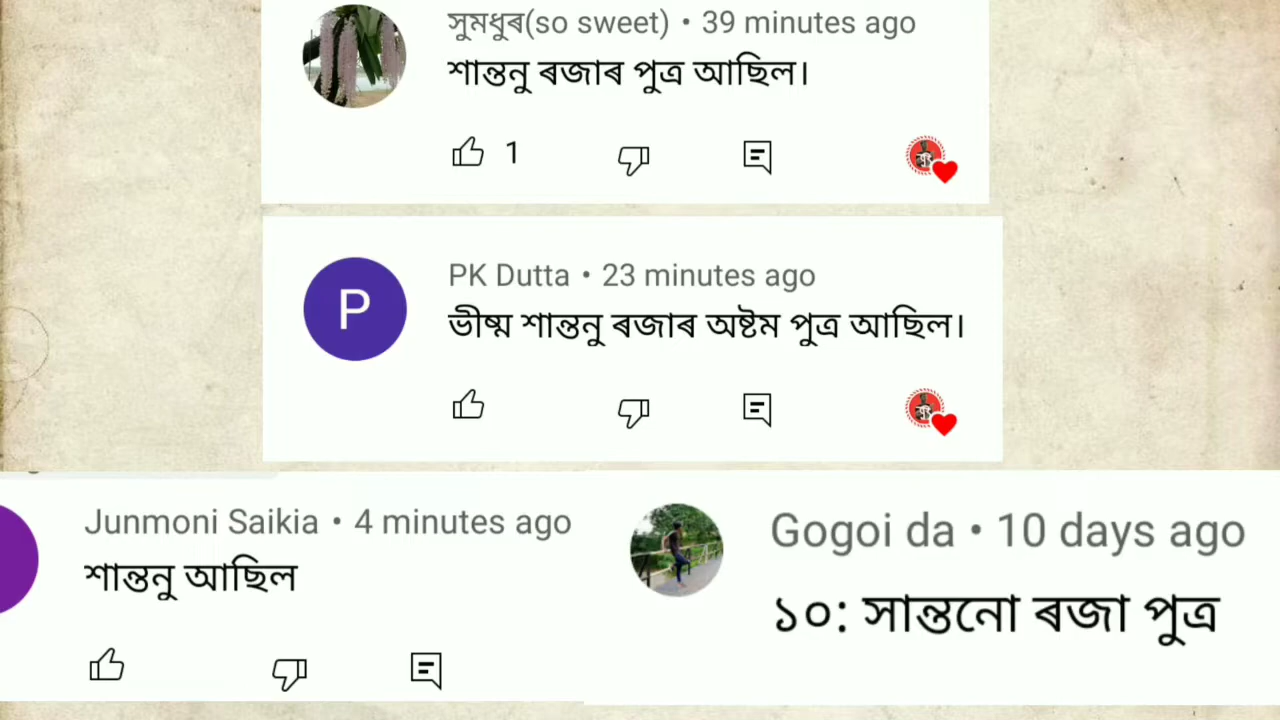 সুমধুৰ(so sweet) • 39 minutes ago
শান্তনু ৰজাৰ পুত্ৰ আছিল।
1
P
PK Dutta • 23 minutes ago
ভীষ্ম শান্তনু ৰজাৰ অষ্টম পুত্ৰ আছিল।
Junmoni Saikia • 4 minutes ago
শান্তনু আছিল
Gogoi da • 10 days ago
১০: সান্তনো ৰজা পুত্ৰ